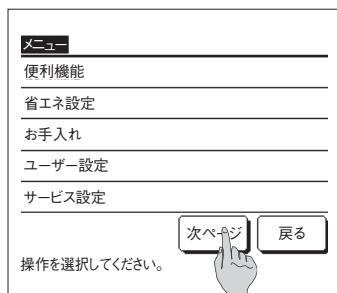 メニュー
便利機能
省エネ設定
お手入れ
ユーザー設定
サービス設定
次ページ 戻る
操作を選択してください。